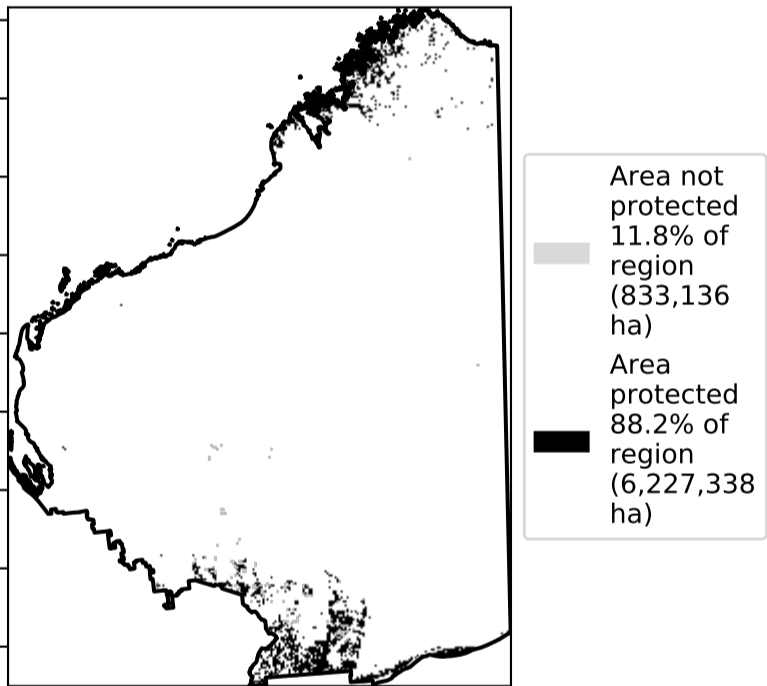 Area not
protected
11.8% of
region
(833,136
ha)
Area
protected
88.2% of
region
(6,227,338
ha)